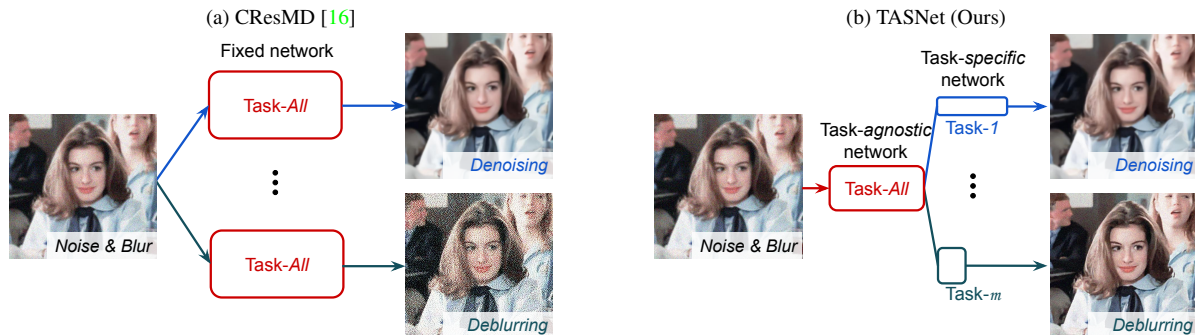 (a) CResMD [16]
Fixed network
Task-All
Noise & Blur
Denoising
Task-All
Deblurring
(b) TASNet (Ours)
Task-specific
network
Task-agnostic
network
Task-1
Task-All
Noise & Blur
Denoising
Task-m
Deblurring